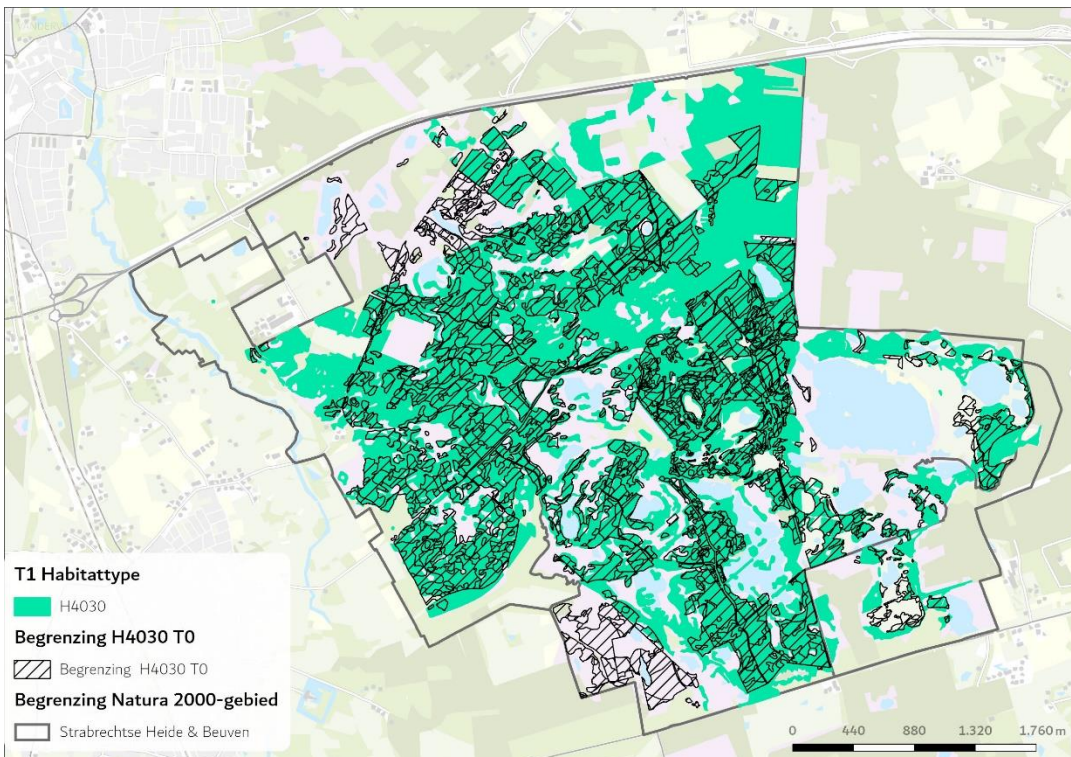 T1 Habitattype
H4030
Begrenzing H4030 T0
Begrenzing H4030 T0
Begrenzing Natura 2000-gebied
Strabrechtse Heide & Beuven
0 440 880 1.320 1.760 m